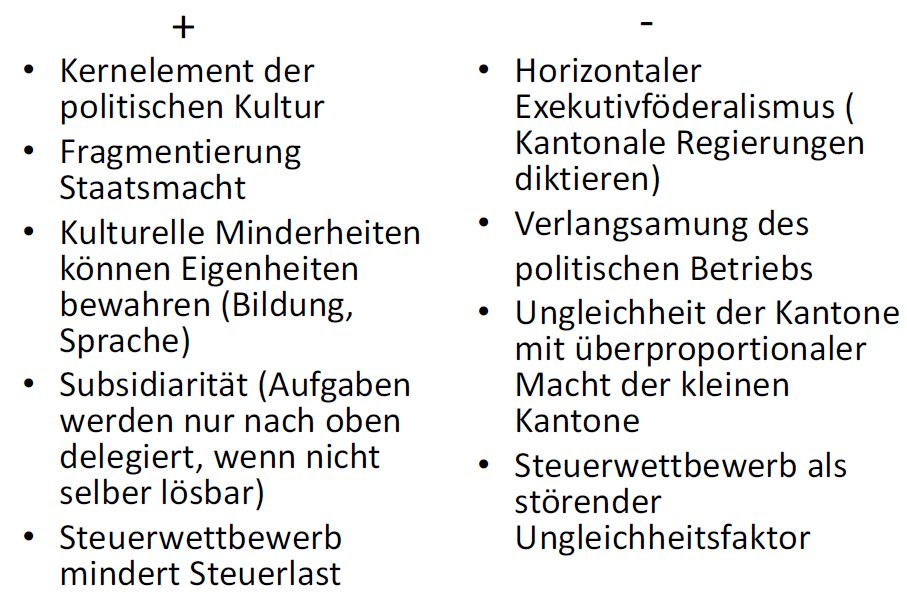 +
• Kernelement der
politischen Kultur
• Fragmentierung
Staatsmacht
• Kulturelle Minderheiten
können Eigenheiten
bewahren (Bildung,
Sprache)
• Subsidiarität (Aufgaben
werden nur nach oben
delegiert, wenn nicht
selber lösbar)
• Steuerwettbewerb
mindert Steuerlast
-
• Horizontaler
Exekutivföderalismus (
Kantonale Regierungen
diktieren)
• Verlangsamung des
politischen Betriebs
• Ungleichheit der Kantone
mit überproportionaler
Macht der kleinen
Kantone
• Steuerwettbewerb als
störender
Ungleichheitsfaktor